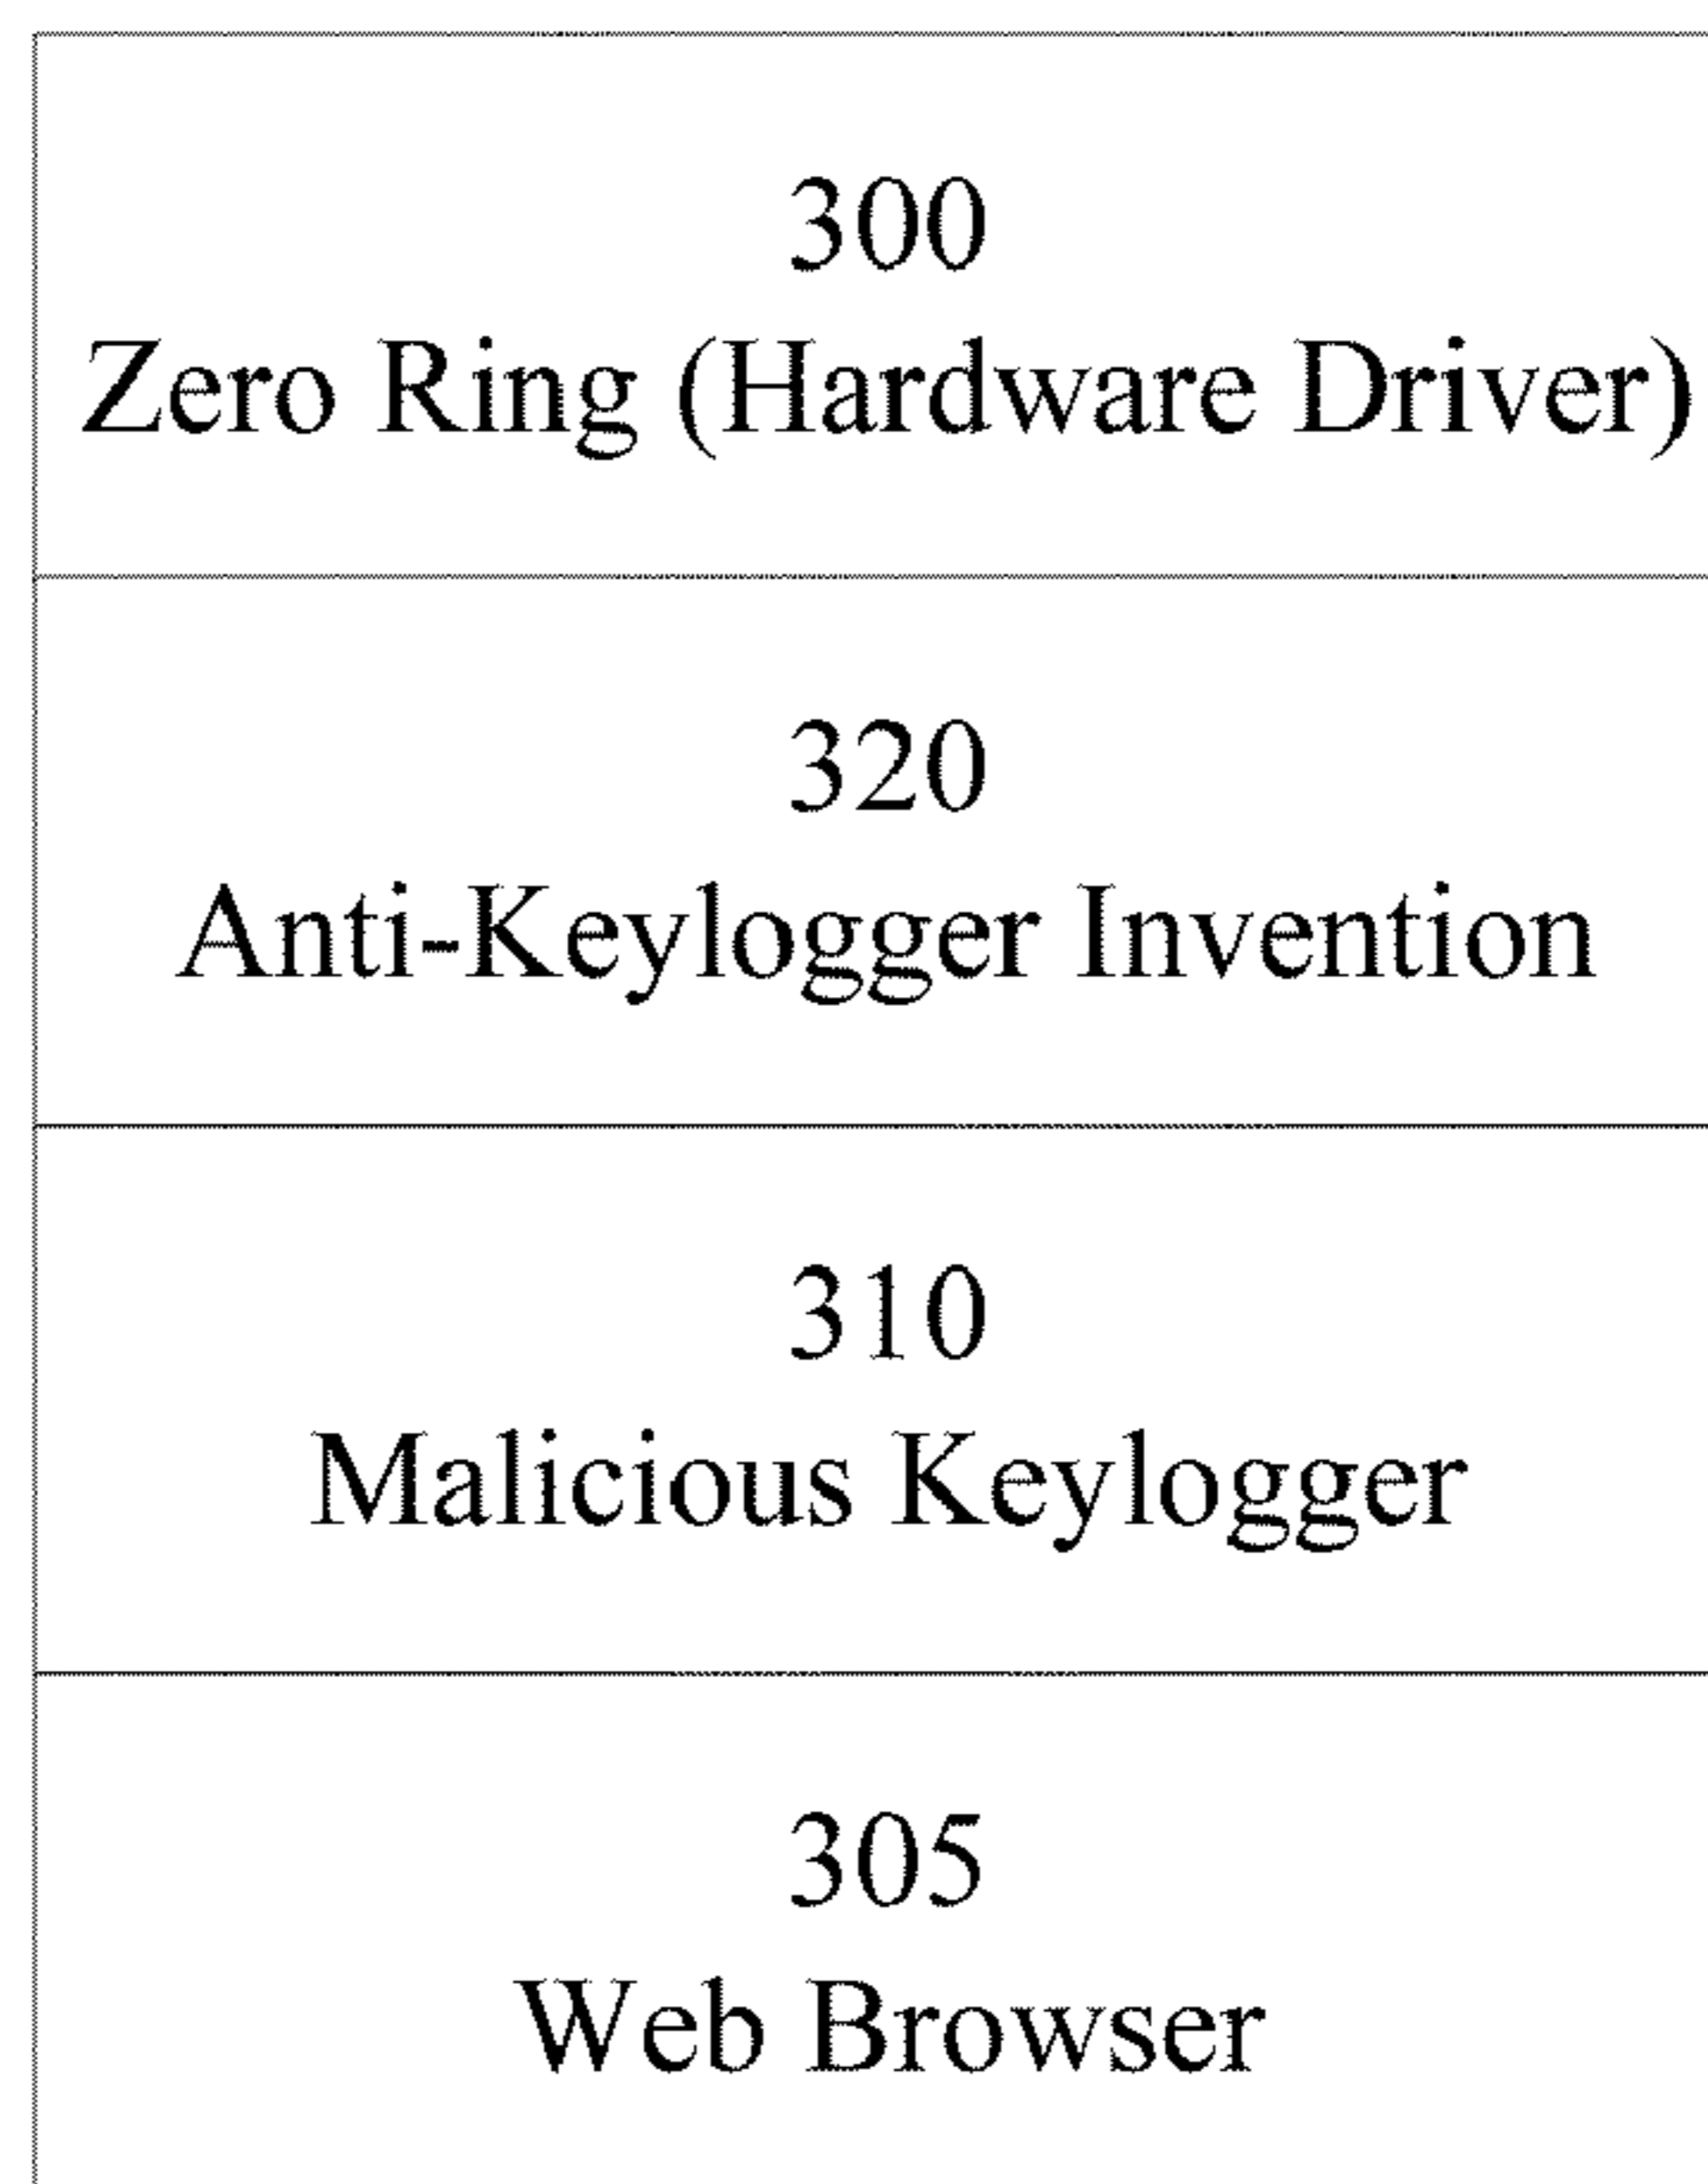 300
Zero Ring (Hardware Driver)
320
Anti-Keylogger Invention
310
Malicious Keylogger
305
Web Browser